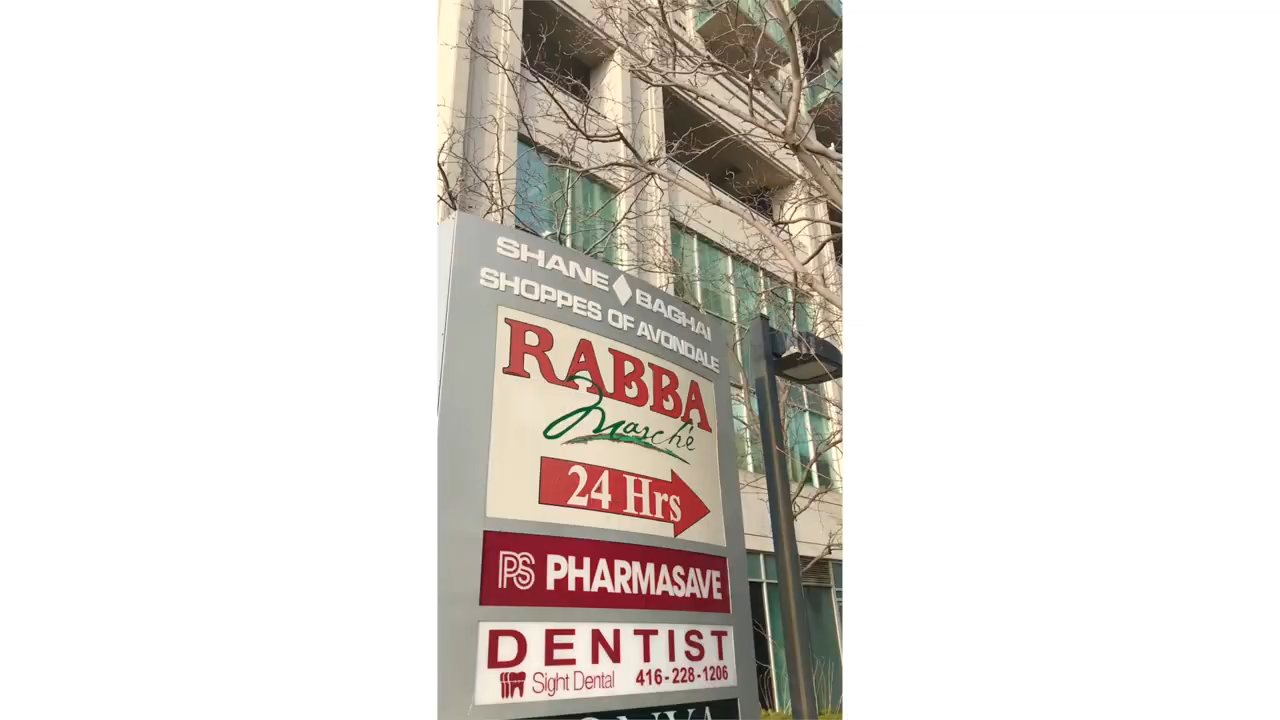 SHANE BAGHAI
SHOPPES OF AVONDALE
RABBA
Marché
24 Hrs
PS PHARMASAVE
DENTIST
Sight Dental 416-228-1206